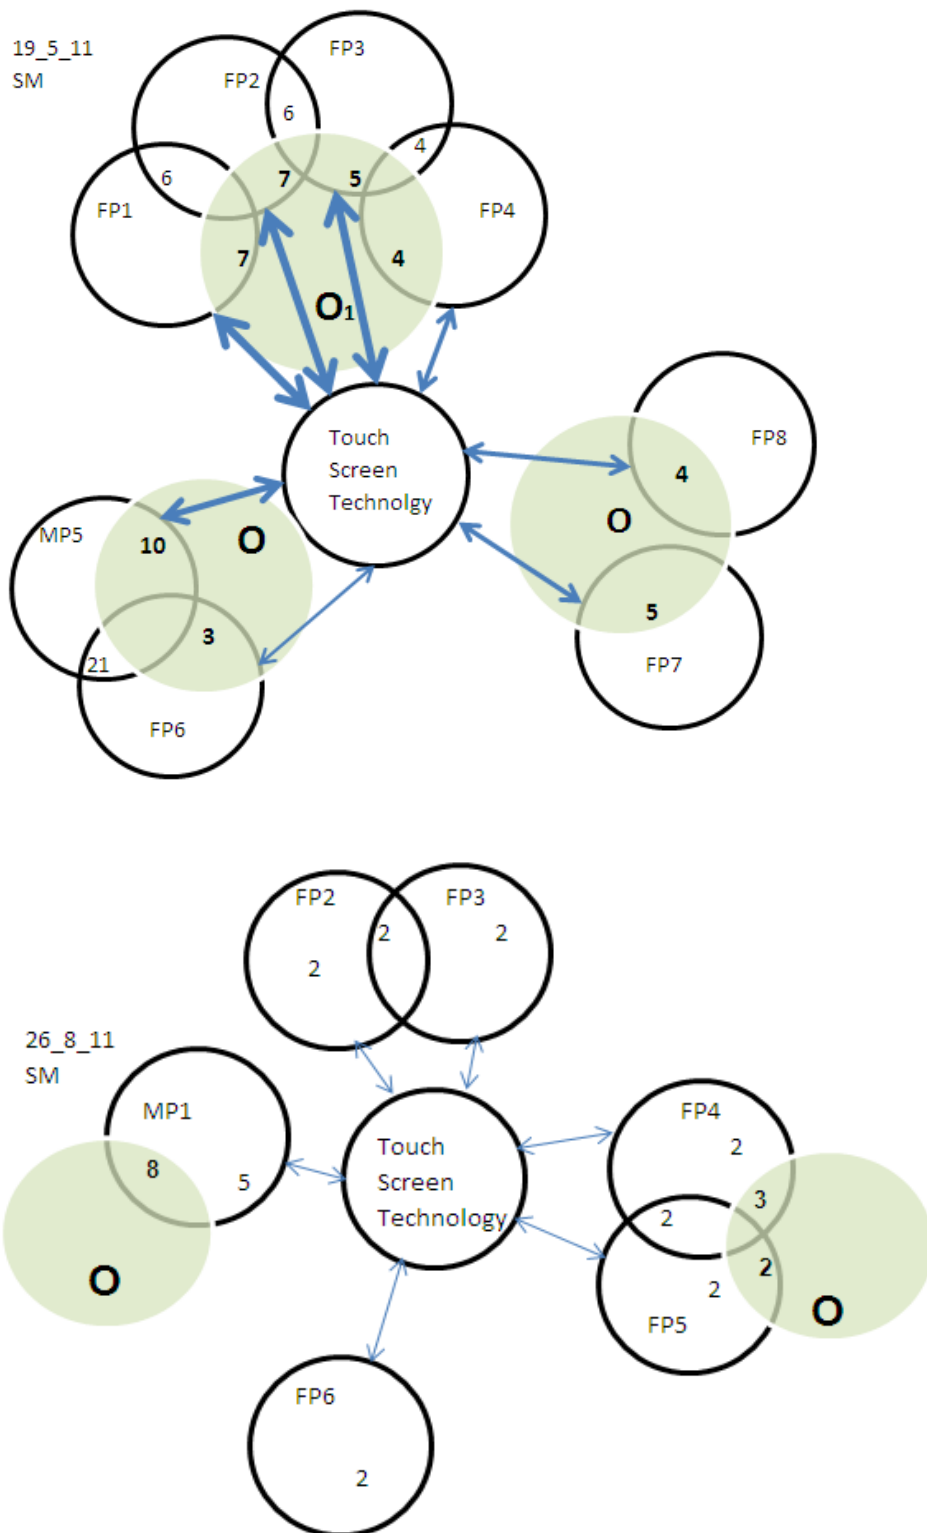 19_5_11
SM
FP3
FP2
6
4
6
7
5
FP1
FP4
7
4
O1
Touch
Screen
Technolgy
FP8
4
O
MP5
10
O
5
3
21
FP7
FP6
FP2
FP3
2
2
2
26_8_11
SM
MP1
8
5
O
Touch
Screen
Technology
FP4
2
3
2
2
2
FP5
O
FP6
2